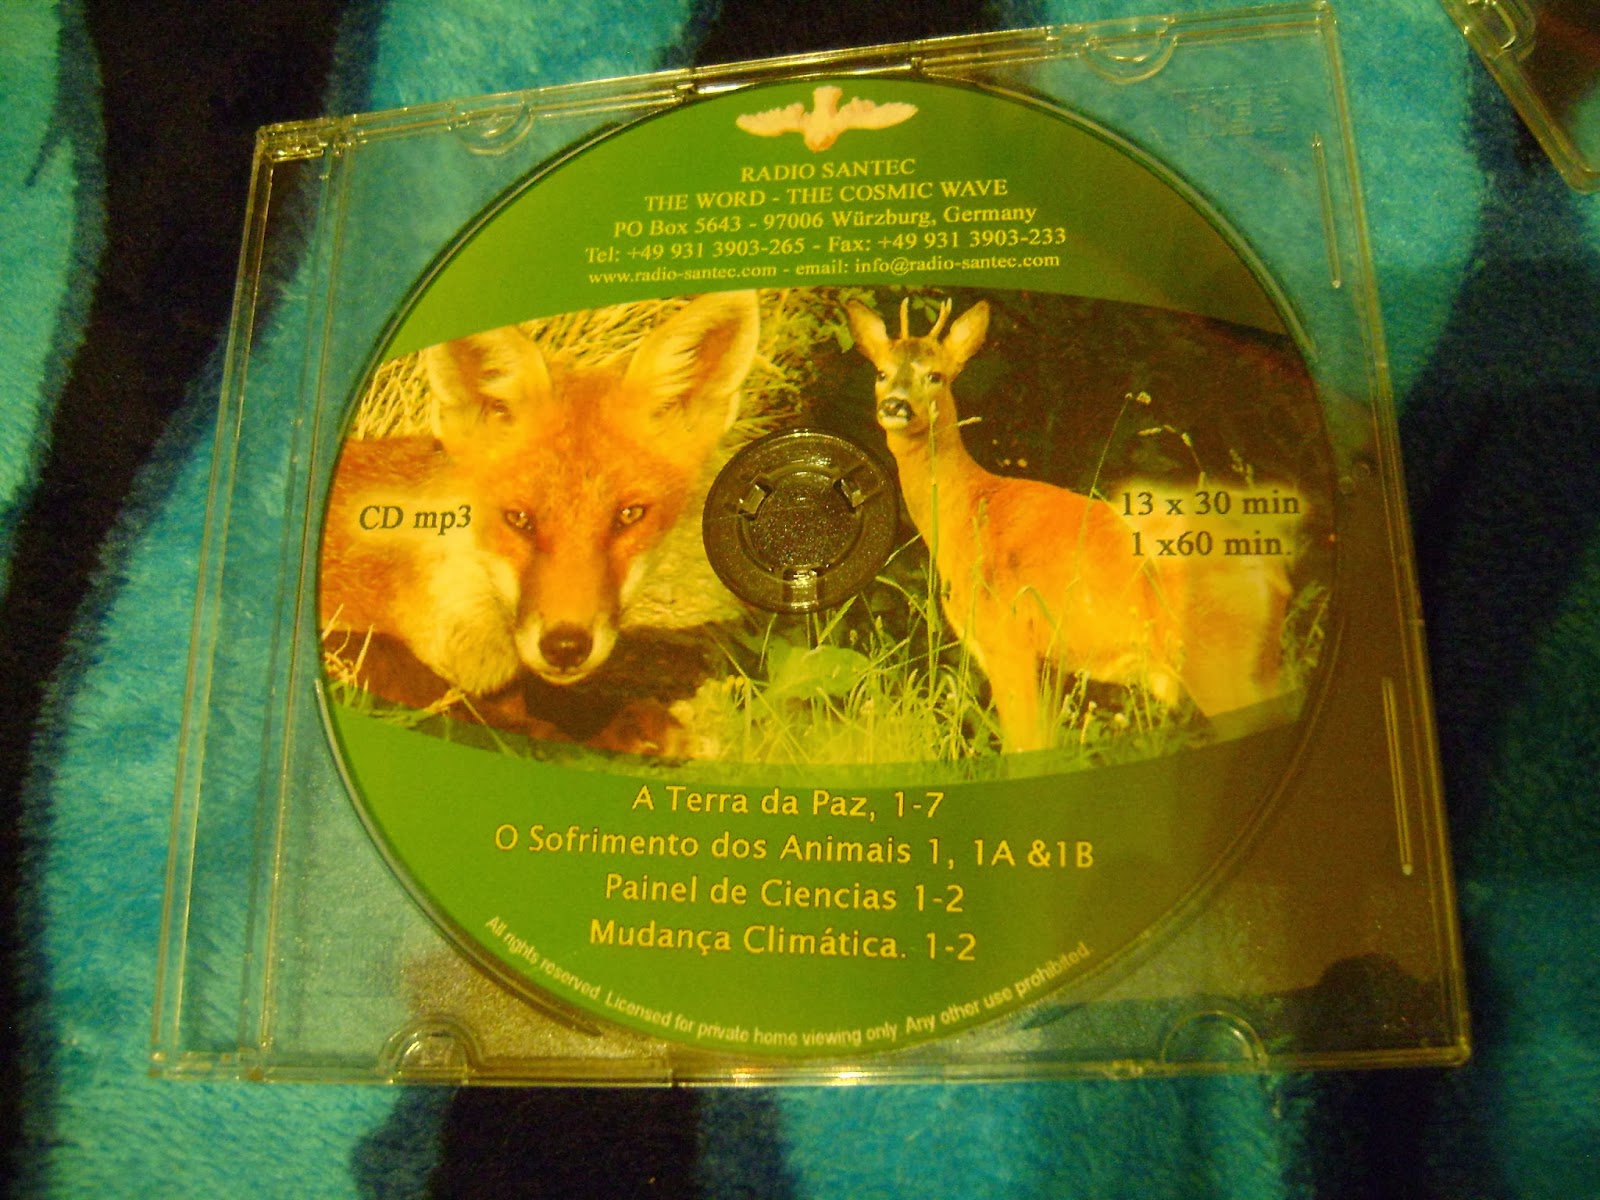 RADIO SANTEC
THE WORD - THE COSMIC WAVE
PO Box 5643 - 97006 Würzburg, Germany
Tel: +49 931 3903-265 - Fax: +49 931 3903-233
www.radio-santec.com - email: info@radio-santec.com
CD mp3
13 x 30 min
1 x60 min.
A Terra da Paz, 1-7
O Sofrimento dos Animais 1, 1A &1B
Painel de Ciencias 1-2
Mudança Climática. 1-2
All rights reserved. Licensed for private home viewing only. Any other use prohibited.